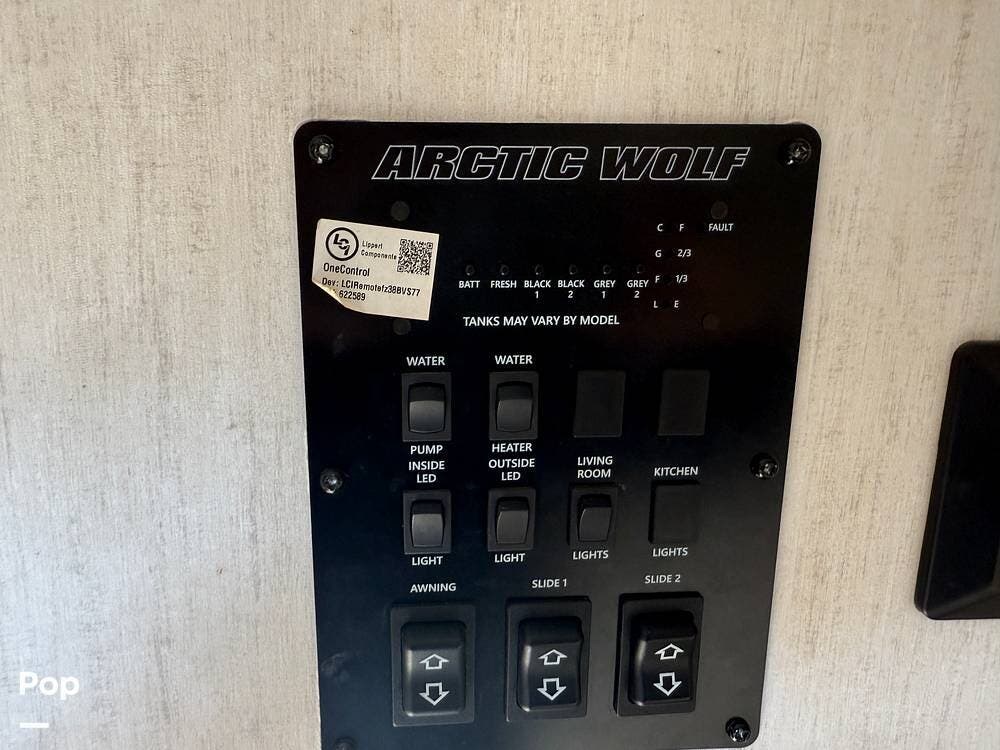 ARCTIC WOLF
LCI
Lippert
Components
OneControl
Dev: LCIRemotefz38BVS77
622589
C F FAULT
G 2/3
F 1/3
L E
BATT FRESH BLACK 1 BLACK 2 GREY 1 GREY 2
TANKS MAY VARY BY MODEL
WATER PUMP
WATER HEATER
INSIDE LED LIGHT
OUTSIDE LED LIGHT
LIVING ROOM LIGHTS
KITCHEN LIGHTS
AWNING SLIDE 1 SLIDE 2
Pop